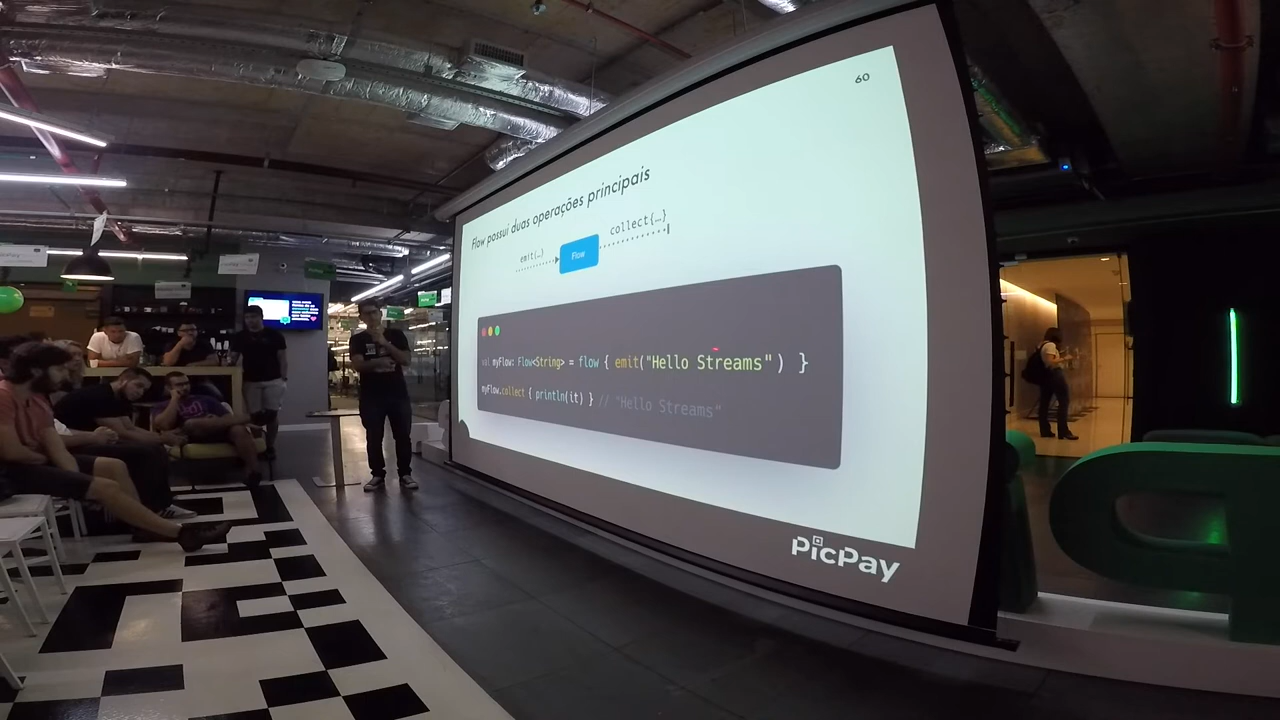 60
Flow possui duas operações principais
emit(…)
Flow
collect{…}
val myFlow: Flow<String> = flow { emit("Hello Streams") }
myFlow.collect { println(it) } // "Hello Streams"
PicPay